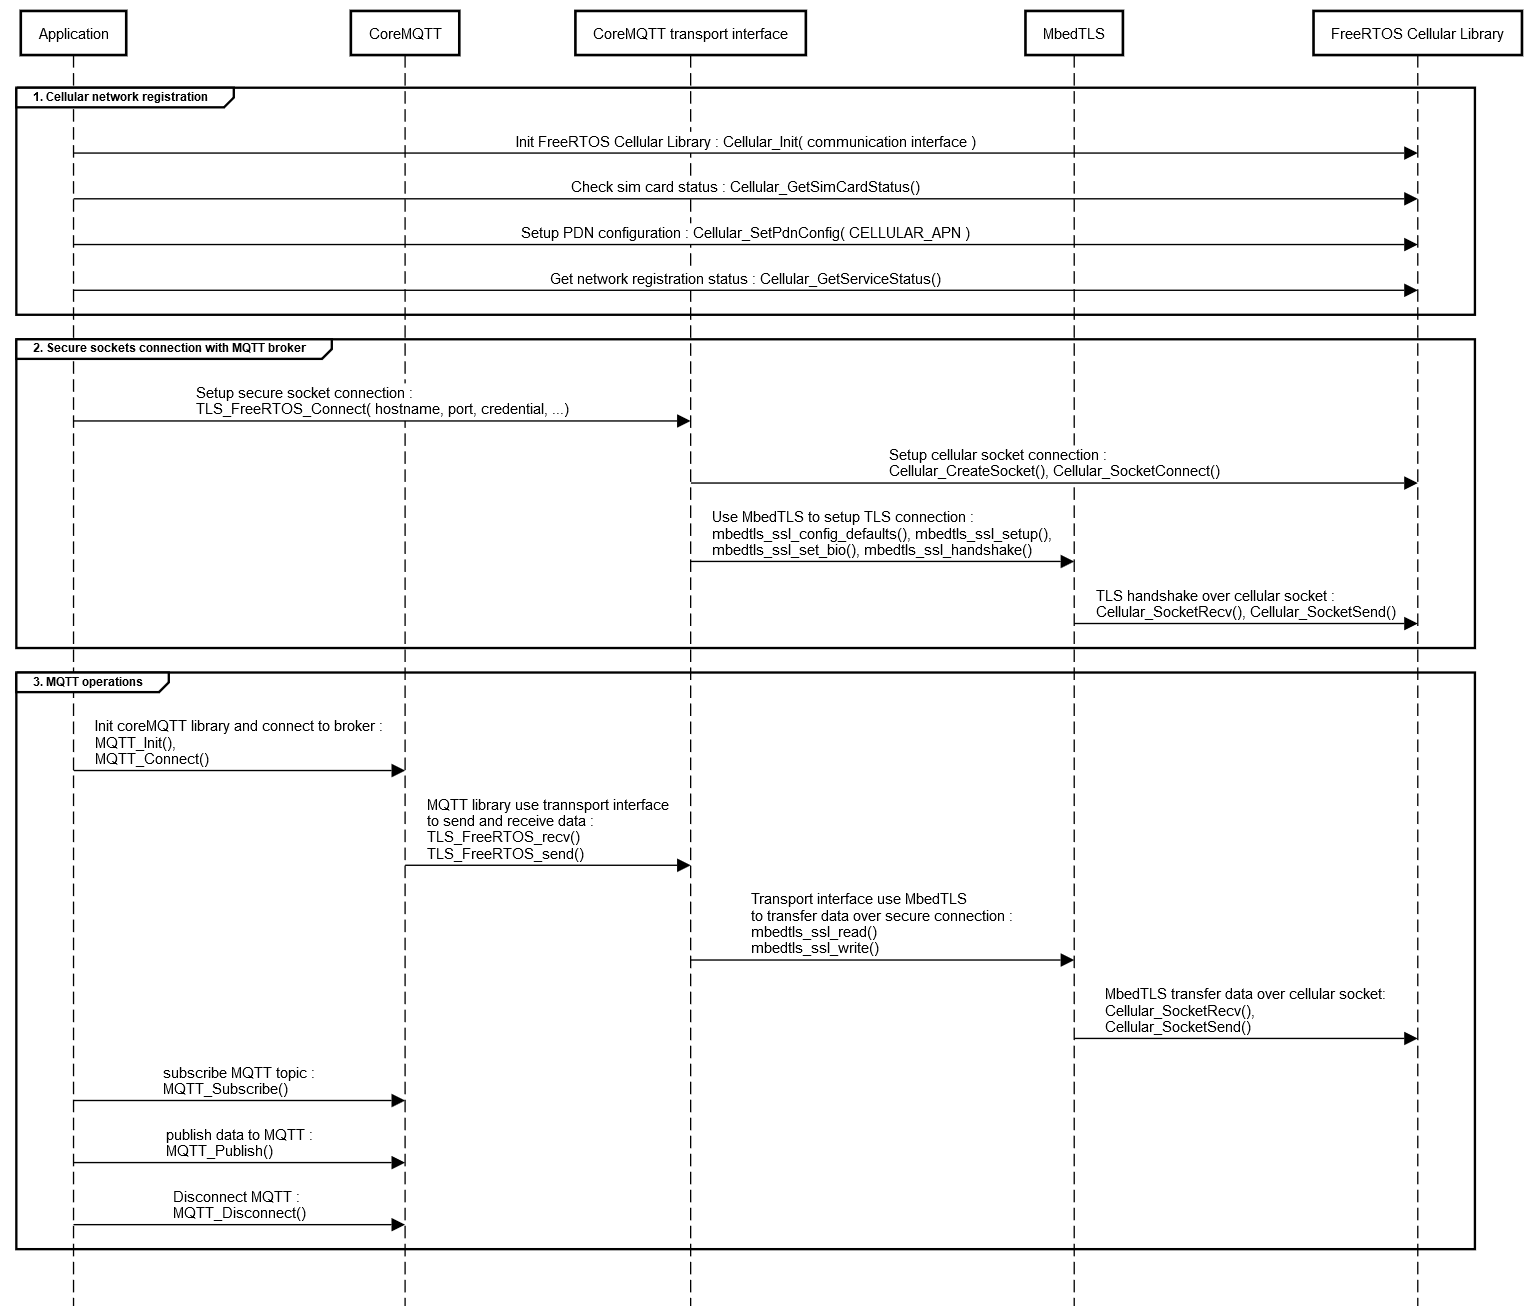 Application
CoreMQTT
CoreMQTT transport interface
MbedTLS
FreeRTOS Cellular Library
1. Cellular network registration
Init FreeRTOS Cellular Library : Cellular_Init( communication interface )
Check sim card status : Cellular_GetSimCardStatus()
Setup PDN configuration : Cellular_SetPdnConfig( CELLULAR_APN )
Get network registration status : Cellular_GetServiceStatus()
2. Secure sockets connection with MQTT broker
Setup secure socket connection :
TLS_FreeRTOS_Connect( hostname, port, credential, ...)
Setup cellular socket connection :
Cellular_CreateSocket(), Cellular_SocketConnect()
Use MbedTLS to setup TLS connection :
mbedtls_ssl_config_defaults(), mbedtls_ssl_setup(),
mbedtls_ssl_set_bio(), mbedtls_ssl_handshake()
TLS handshake over cellular socket :
Cellular_SocketRecv(), Cellular_SocketSend()
3. MQTT operations
Init coreMQTT library and connect to broker :
MQTT_Init(),
MQTT_Connect()
MQTT library use trannsport interface
to send and receive data :
TLS_FreeRTOS_recv()
TLS_FreeRTOS_send()
Transport interface use MbedTLS
to transfer data over secure connection :
mbedtls_ssl_read()
mbedtls_ssl_write()
MbedTLS transfer data over cellular socket:
Cellular_SocketRecv(),
Cellular_SocketSend()
subscribe MQTT topic :
MQTT_Subscribe()
publish data to MQTT :
MQTT_Publish()
Disconnect MQTT :
MQTT_Disconnect()